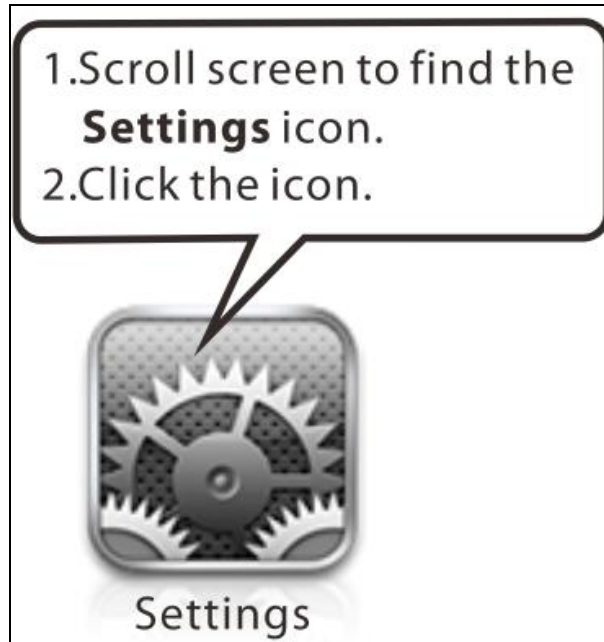 1.Scroll screen to find the
Settings icon.
2.Click the icon.
Settings